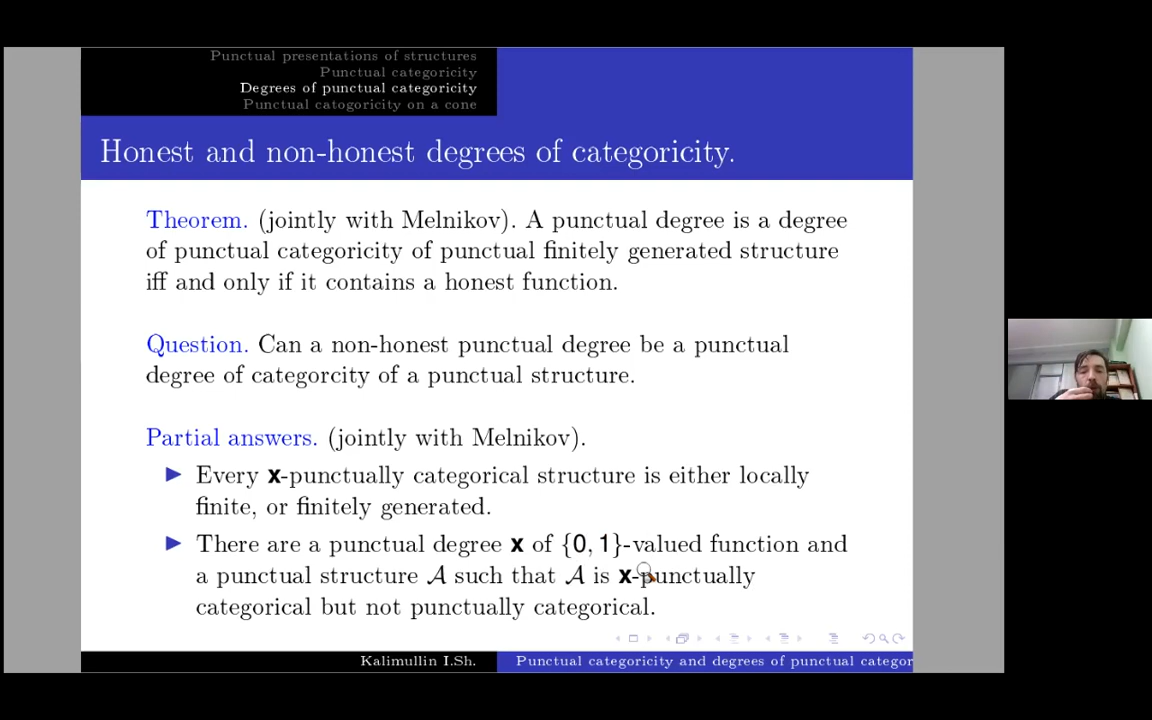 Punctual presentations of structures
Punctual categoricity
Degrees of punctual categoricity
Punctual catogoricity on a cone
Honest and non-honest degrees of categoricity.
Theorem. (jointly with Melnikov). A punctual degree is a degree
of punctual categoricity of punctual finitely generated structure
iff and only if it contains a honest function.
Question. Can a non-honest punctual degree be a punctual
degree of categorcity of a punctual structure.
Partial answers. (jointly with Melnikov).
Every x-punctually categorical structure is either locally
finite, or finitely generated.
There are a punctual degree x of {0, 1}-valued function and
a punctual structure 𝒜 such that 𝒜 is x-punctually
categorical but not punctually categorical.
Kalimullin I.Sh.
Punctual categoricity and degrees of punctual categor